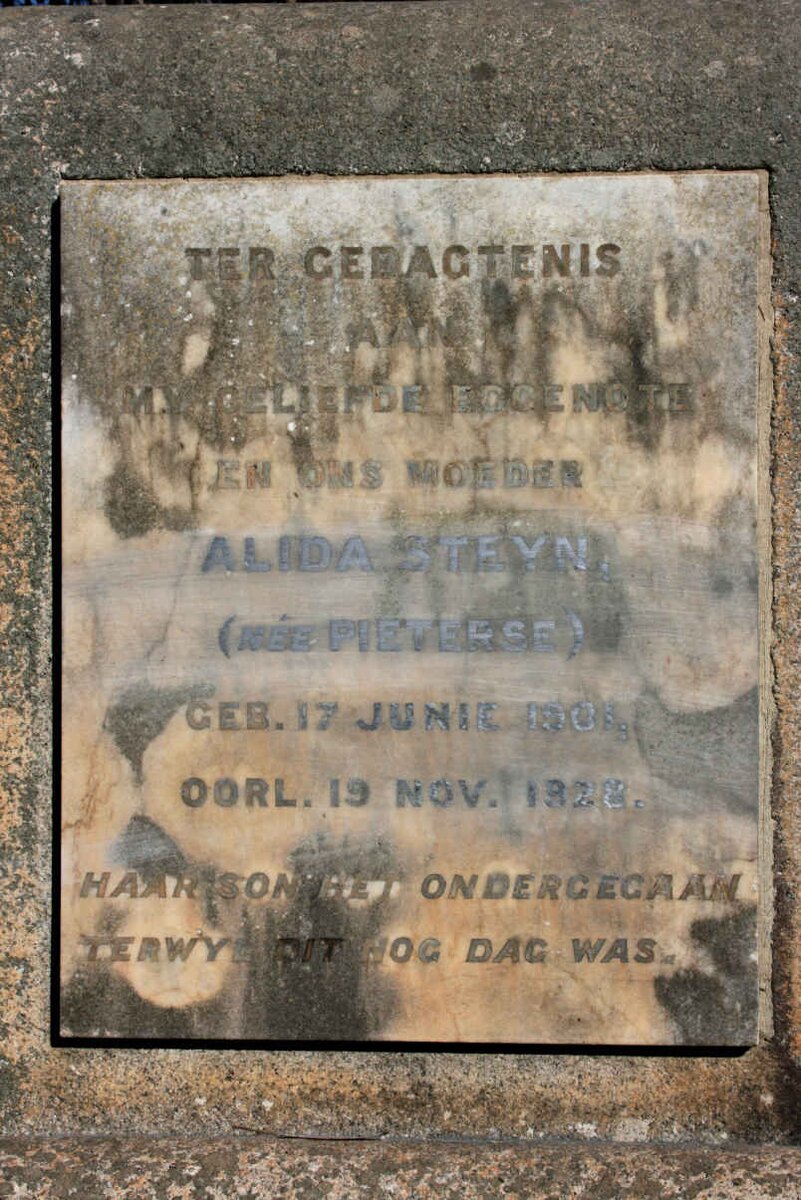 TER GEDAGTENIS
AAN
MY GELIEFDE EGGENOTE
EN ONS MOEDER
ALIDA STEYN,
(NÉE PIETERSE)
GEB. 17 JUNIE 1901,
OORL. 19 NOV. 1928.
HAAR SON HET ONDERGEGAAN
TERWYL DIT NOG DAG WAS.